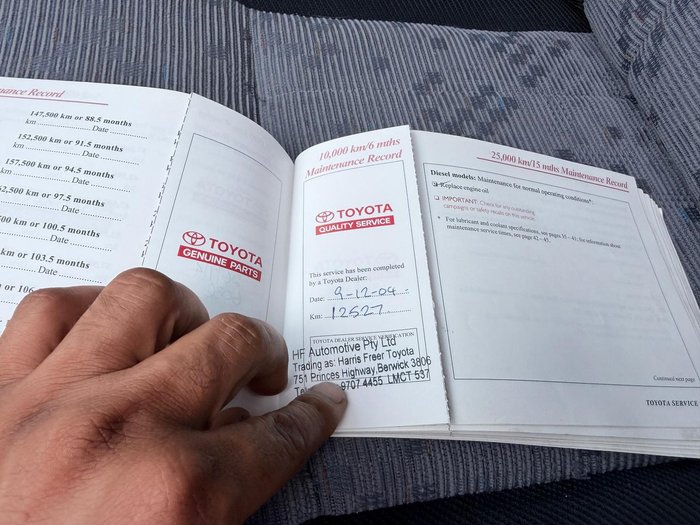 nance Record
147,500 km or 88.5 months
km ........ Date ........
152,500 km or 91.5 months
km ........ Date ........
157,500 km or 94.5 months
km ........ Date ........
2,500 km or 97.5 months
........ Date ........
00 km or 100.5 months
........ Date ........
or 103.5 months
Date ........
or 106
TOYOTA
GENUINE PARTS
10,000 km/6 mths
Maintenance Record
TOYOTA
QUALITY SERVICE
This service has been completed
by a Toyota Dealer:
Date: 9-12-04
Km: 12527
TOYOTA DEALER SERVICE VERIFICATION
HF Automotive Pty Ltd
Trading as: Harris Freer Toyota
751 Princes Highway, Berwick 3806
9707 4455 LMCT 537
25,000 km/15 mths Maintenance Record
Diesel models: Maintenance for normal operating conditions*:
Replace engine oil
IMPORTANT: Check for any outstanding
campaigns or safety recalls on this vehicle.
* For lubricant and coolant specifications, see pages 35–41; for information about
maintenance service times, see page 42–45.
Continued next page
TOYOTA SERVICE